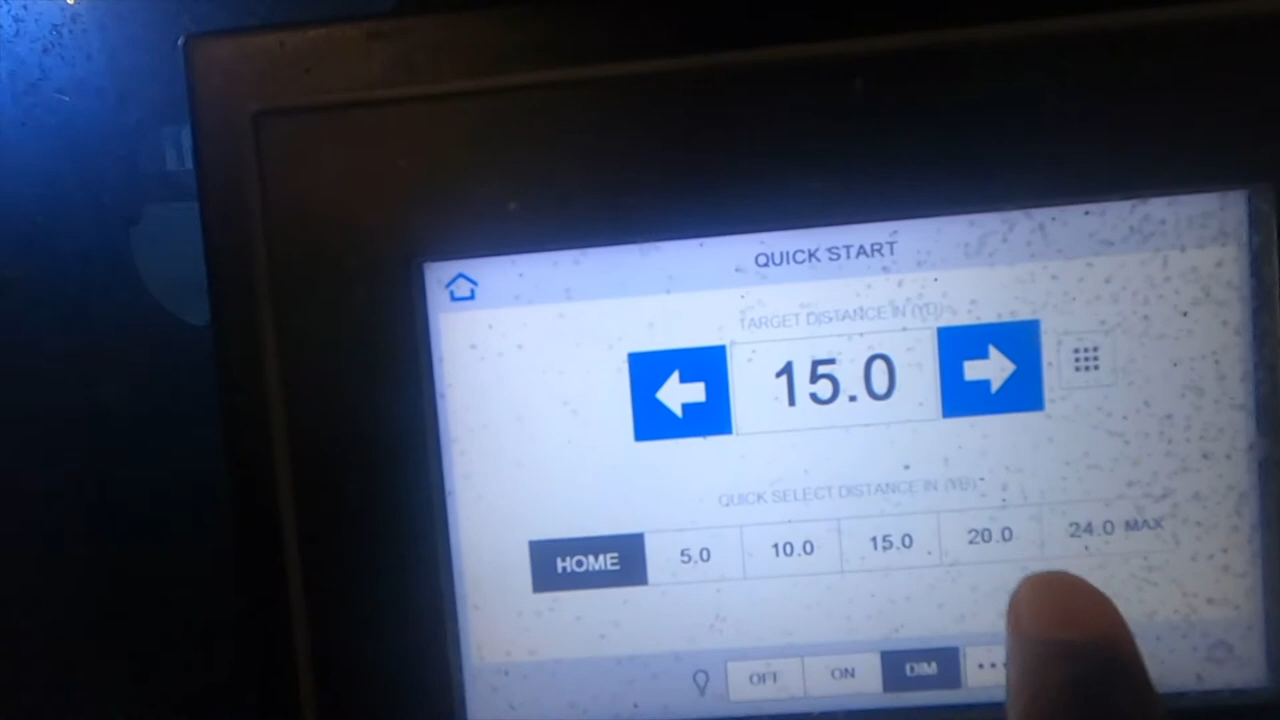 QUICK START
TARGET DISTANCE IN (YD)
15.0
QUICK SELECT DISTANCE IN (YD)
HOME 5.0 10.0 15.0 20.0 24.0 MAX
OFF ON DIM